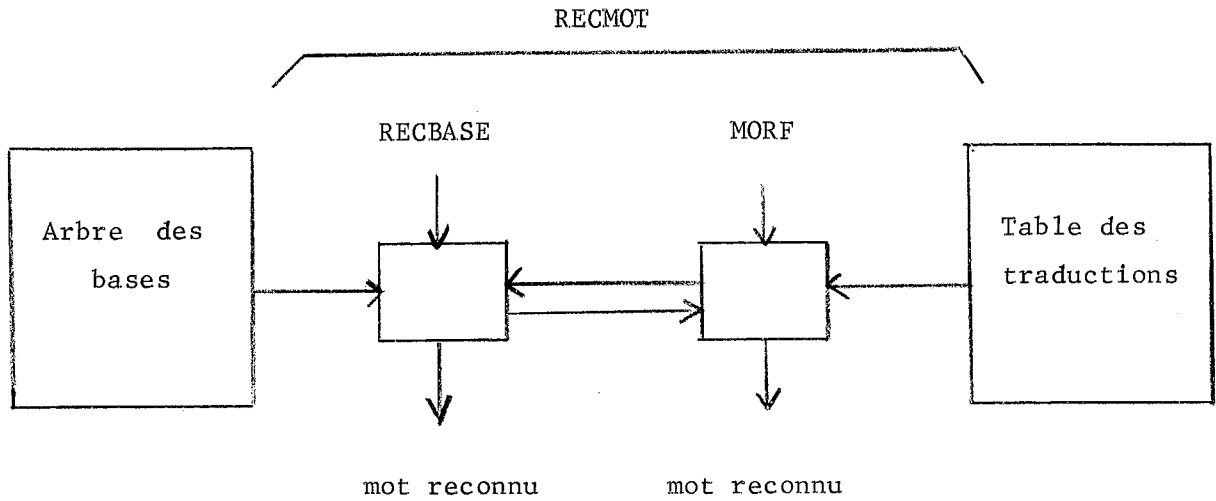 RECMOT
RECBASE
MORF
Arbre des
bases
Table des
traductions
mot reconnu
mot reconnu